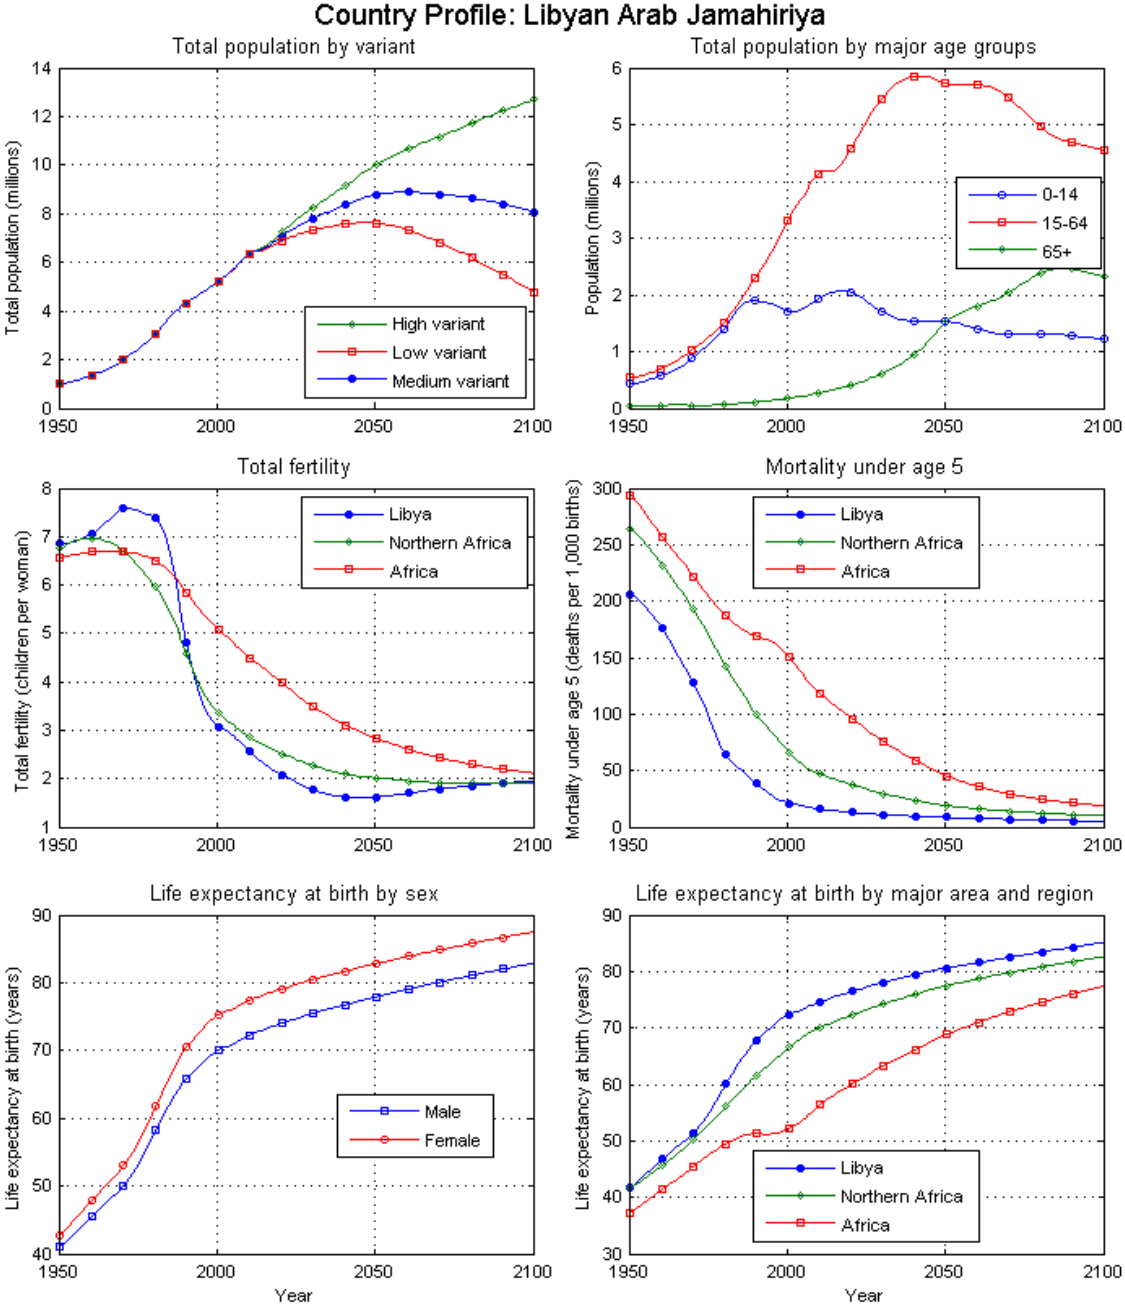 Country Profile: Libyan Arab Jamahiriya
Total population by variant
Total population (millions)
14
12
10
8
6
4
2
0
1950
2000
2050
2100
High variant
Low variant
Medium variant
Total population by major age groups
Population (millions)
6
5
4
3
2
1
0
1950
2000
2050
2100
0-14
15-64
65+
Total fertility
Total fertility (children per woman)
8
7
6
5
4
3
2
1
1950
2000
2050
2100
Libya
Northern Africa
Africa
Mortality under age 5
Mortality under age 5 (deaths per 1,000 births)
300
250
200
150
100
50
0
1950
2000
2050
2100
Libya
Northern Africa
Africa
Life expectancy at birth by sex
Life expectancy at birth (years)
90
80
70
60
50
40
1950
2000
2050
2100
Year
Male
Female
Life expectancy at birth by major area and region
Life expectancy at birth (years)
90
80
70
60
50
40
30
1950
2000
2050
2100
Year
Libya
Northern Africa
Africa